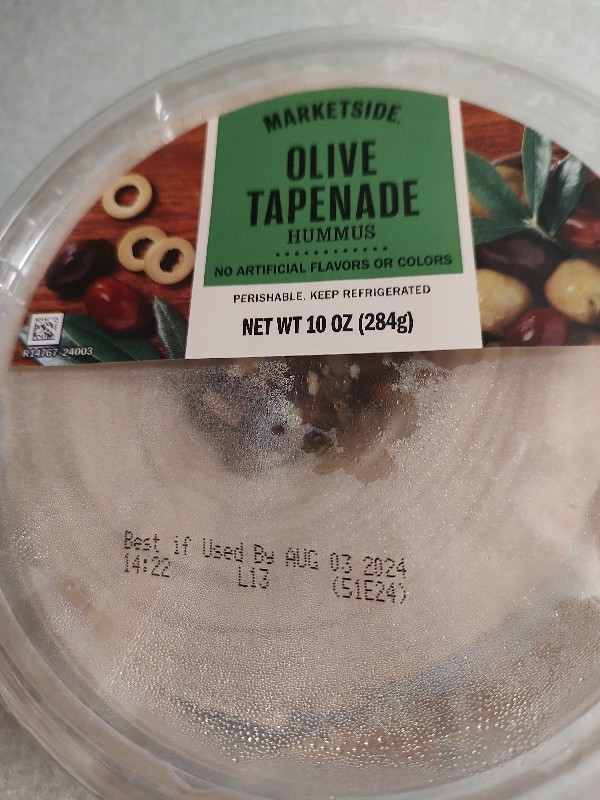 MARKETSIDE
OLIVE
TAPENADE
HUMMUS
NO ARTIFICIAL FLAVORS OR COLORS
PERISHABLE. KEEP REFRIGERATED
NET WT 10 OZ (284g)
R14767-24003
Best if Used By AUG 03 2024
14:22 L13 (51E24)